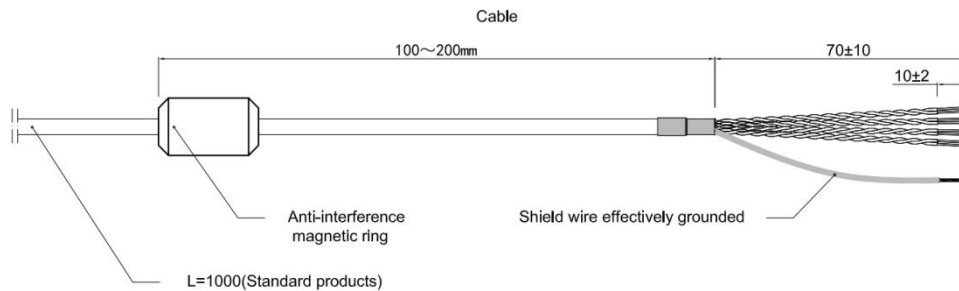 Cable
100～200mm
70±10
10±2
Anti-interference
magnetic ring
Shield wire effectively grounded
L=1000(Standard products)